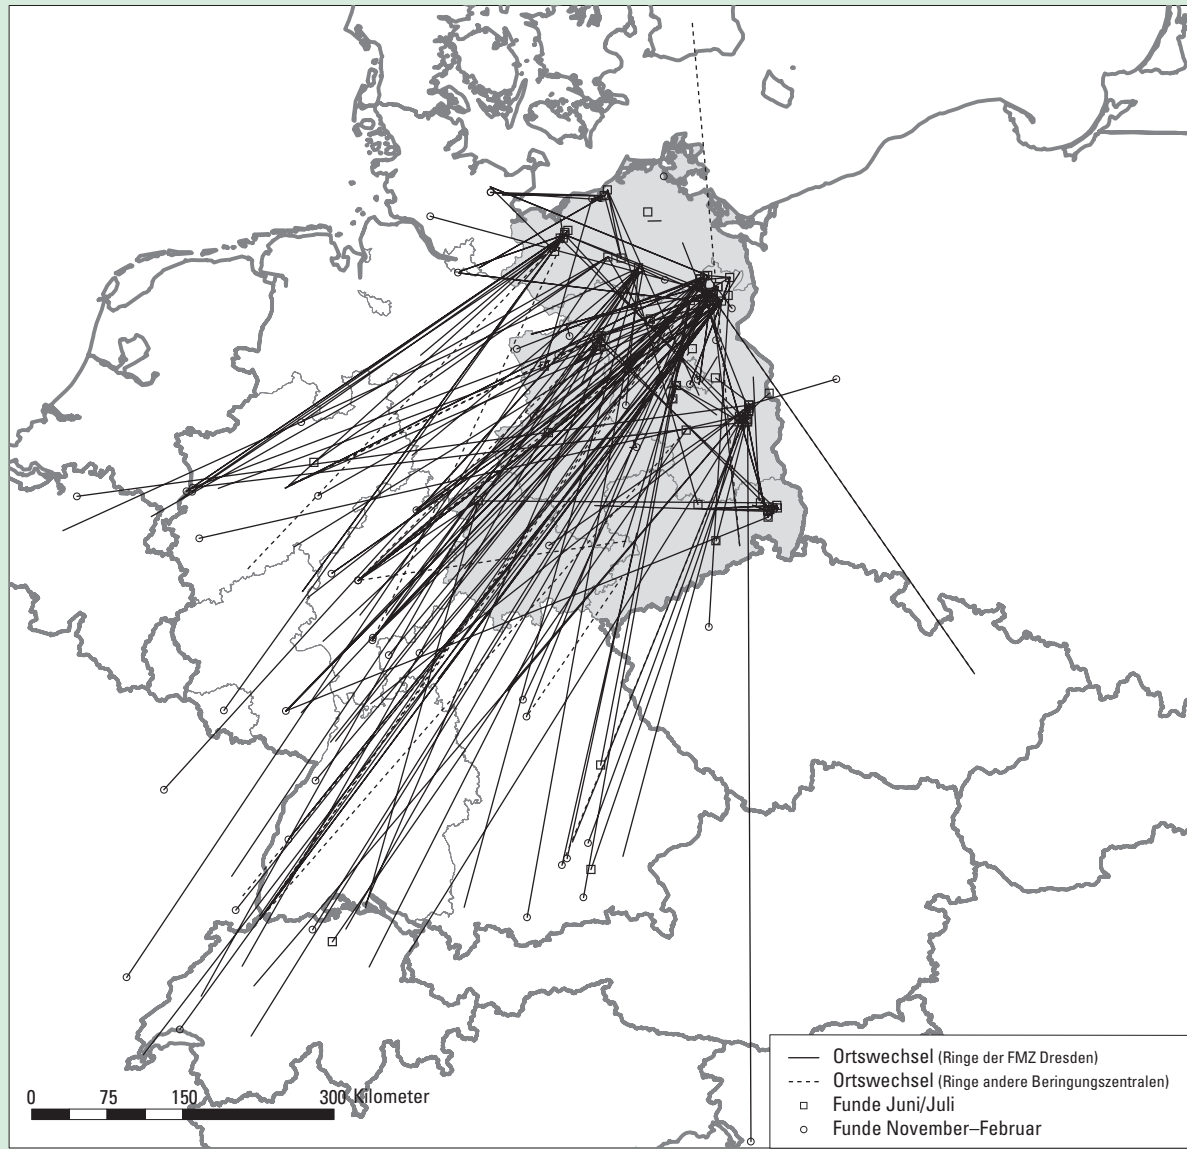 Ortswechsel (Ringe der FMZ Dresden)
Ortswechsel (Ringe andere Beringungszentralen)
Funde Juni/Juli
Funde November–Februar
0 75 150 300 Kilometer